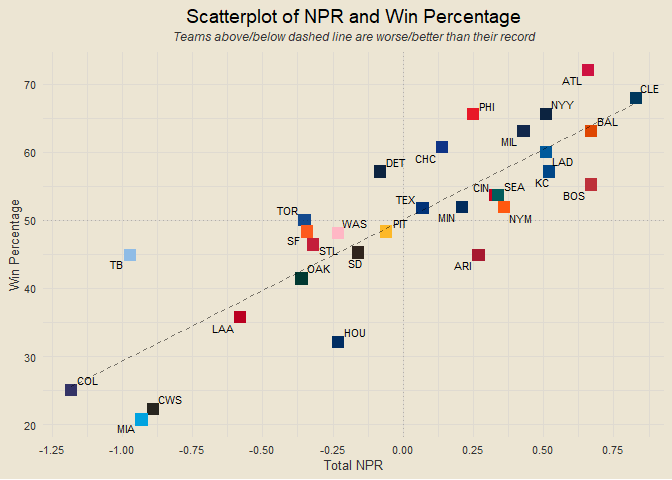 Scatterplot of NPR and Win Percentage
Teams above/below dashed line are worse/better than their record
Win Percentage
70
60
50
40
30
20
ATL
CLE
PHI
NYY
BAL
MIL
CHC
DET
LAD
KC
BOS
CIN
SEA
TEX
MIN
NYM
TOR
WAS
PIT
SF
STL
SD
TB
ARI
OAK
LAA
HOU
COL
CWS
MIA
-1.25
-1.00
-0.75
-0.50
-0.25
0.00
0.25
0.50
0.75
Total NPR